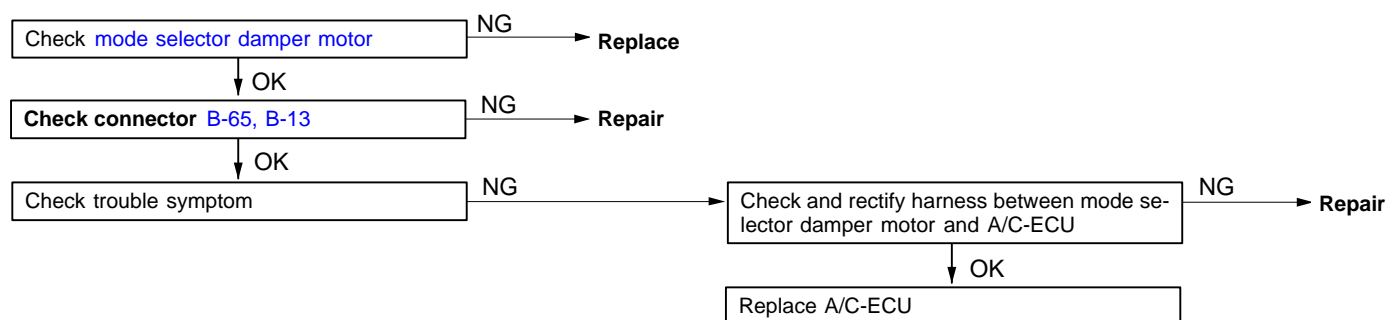 Check mode selector damper motor
NG
Replace
OK
Check connector B-65, B-13
NG
Repair
OK
Check trouble symptom
NG
Check and rectify harness between mode se-
lector damper motor and A/C-ECU
NG
Repair
OK
Replace A/C-ECU